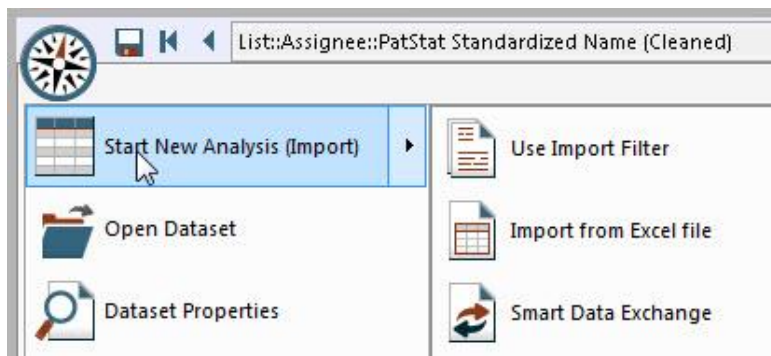 List::Assignee::PatStat Standardized Name (Cleaned)
Start New Analysis (Import)
Open Dataset
Dataset Properties
Use Import Filter
Import from Excel file
Smart Data Exchange